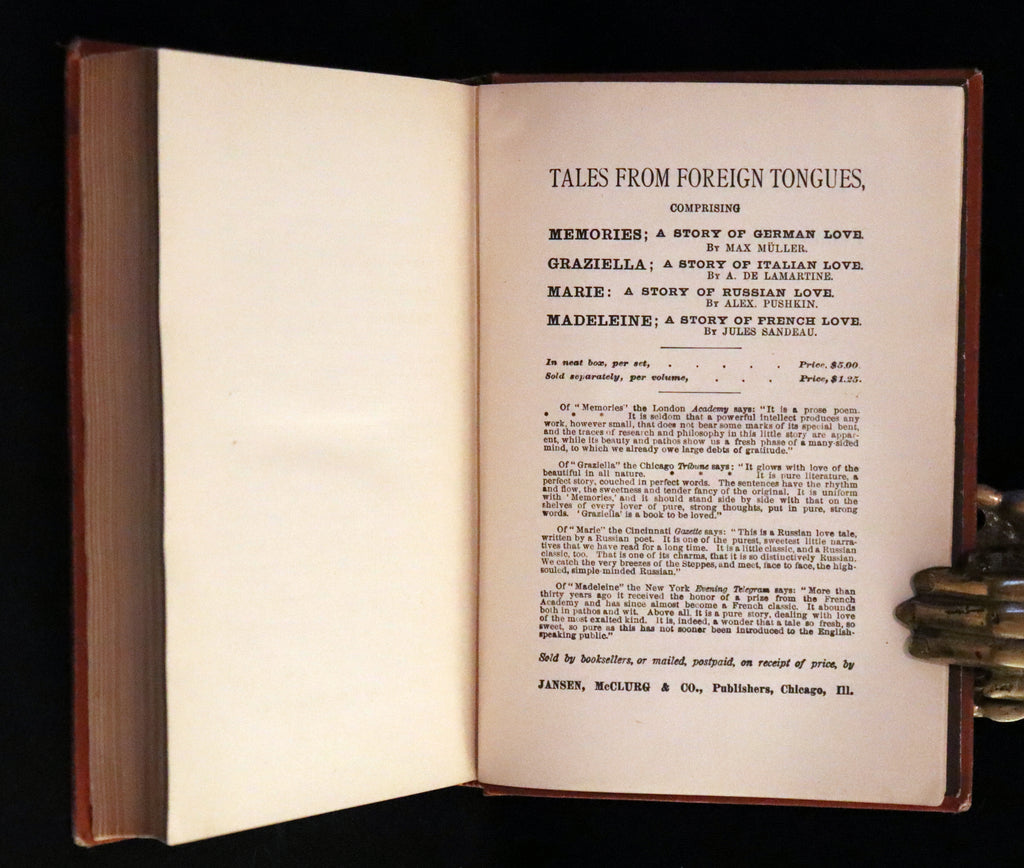 TALES FROM FOREIGN TONGUES,
COMPRISING
MEMORIES; A STORY OF GERMAN LOVE.
By MAX MÜLLER.
GRAZIELLA; A STORY OF ITALIAN LOVE.
By A. DE LAMARTINE.
MARIE: A STORY OF RUSSIAN LOVE.
By ALEX. PUSHKIN.
MADELEINE; A STORY OF FRENCH LOVE.
By JULES SANDEAU.
In neat box, per set, . . . . . Price, $5.00.
Sold separately, per volume, . . . Price, $1.25.
Of "Memories" the London Academy says: "It is a prose poem.
* * * It is seldom that a powerful intellect produces any
work, however small, that does not bear some marks of its special bent,
and the traces of research and philosophy in this little story are appar-
ent, while its beauty and pathos show us a fresh phase of a many-sided
mind, to which we already owe large debts of gratitude."
Of "Graziella" the Chicago Tribune says: "It glows with love of the
beautiful in all nature. * * * It is pure literature, a
perfect story, couched in perfect words. The sentences have the rhythm
and flow, the sweetness and tender fancy of the original. It is uniform
with 'Memories,' and it should stand side by side with that on the
shelves of every lover of pure, strong thoughts, put in pure, strong
words. 'Graziella' is a book to be loved."
Of "Marie" the Cincinnati Gazette says: "This is a Russian love tale,
written by a Russian poet. It is one of the purest, sweetest little narra-
tives that we have read for a long time. It is a little classic, and a Russian
classic, too. That is one of its charms, that it is so distinctively Russian.
We catch the very breezes of the Steppes, and meet, face to face, the high-
souled, simple-minded Russian."
Of "Madeleine" the New York Evening Telegram says: "More than
thirty years ago it received the honor of a prize from the French
Academy and has since almost become a French classic. It abounds
both in pathos and wit. Above all, it is a pure story, dealing with love
of the most exalted kind. It is, indeed, a wonder that a tale so fresh, so
sweet, so pure as this has not sooner been introduced to the English-
speaking public."
Sold by booksellers, or mailed, postpaid, on receipt of price, by
JANSEN, McCLURG & CO., Publishers, Chicago, Ill.